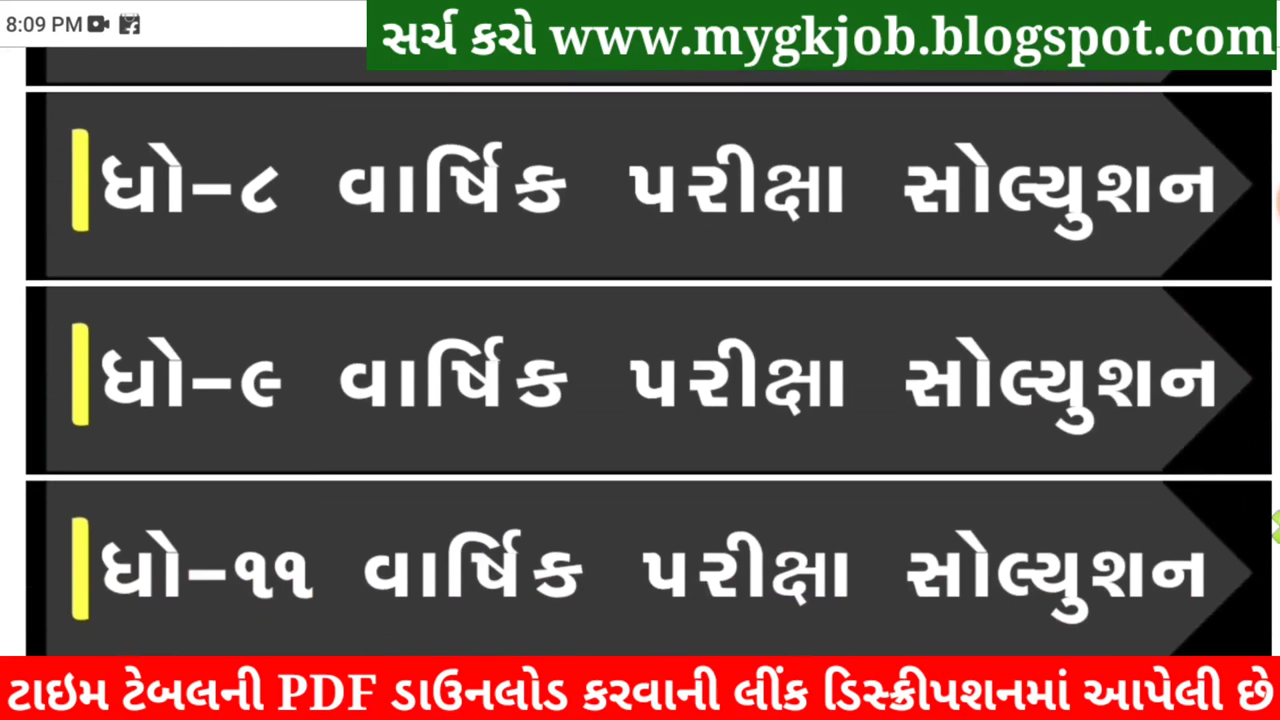 8:09 PM
સર્ચ કરો www.mygkjob.blogspot.com
ધો-૮ વાર્ષિક પરીક્ષા સોલ્યુશન
ધો-૯ વાર્ષિક પરીક્ષા સોલ્યુશન
ધો-૧૧ વાર્ષિક પરીક્ષા સોલ્યુશન
ટાઇમ ટેબલની PDF ડાઉનલોડ કરવાની લીંક ડિસ્ક્રીપશનમાં આપેલી છે